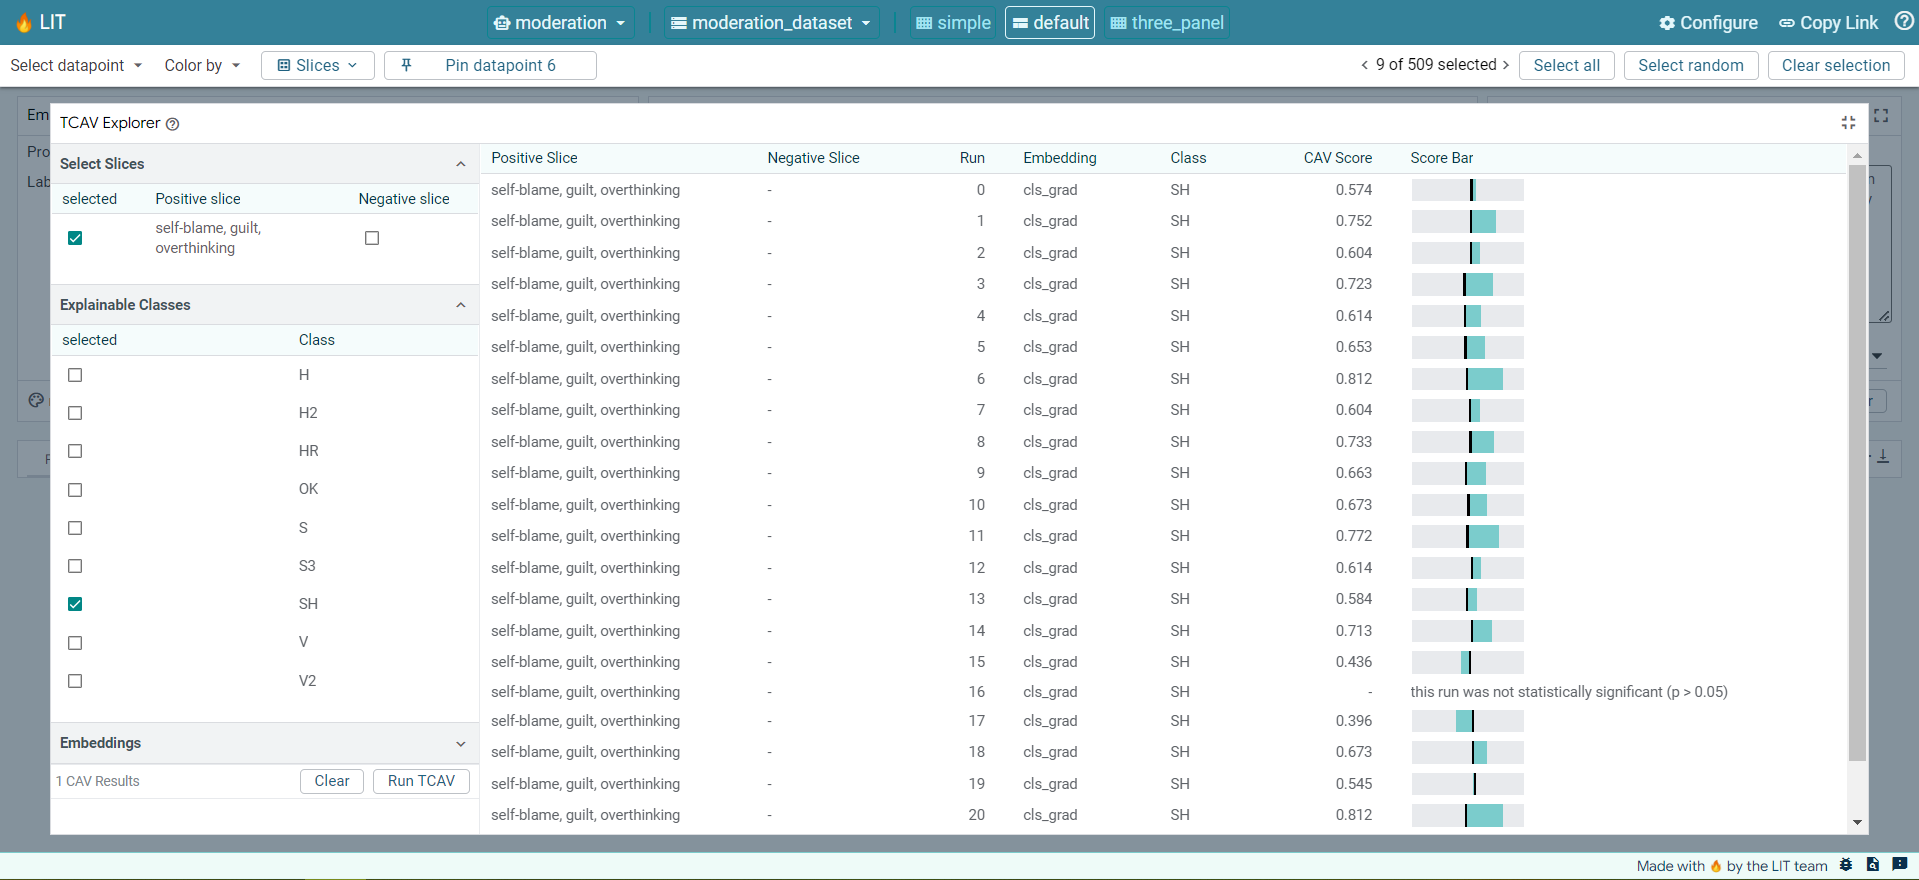 LIT
moderation
moderation_dataset
simple
default
three_panel
Configure
Copy Link
Select datapoint
Color by
Slices
Pin datapoint 6
9 of 509 selected
Select all
Select random
Clear selection
Em
Pro
Lab
TCAV Explorer
Select Slices
selected Positive slice Negative slice
self-blame, guilt,
overthinking
Explainable Classes
selected Class
H
H2
HR
OK
S
S3
SH
V
V2
Embeddings
1 CAV Results
Clear
Run TCAV
Positive Slice Negative Slice Run Embedding Class CAV Score Score Bar
self-blame, guilt, overthinking - 0 cls_grad SH 0.574
self-blame, guilt, overthinking - 1 cls_grad SH 0.752
self-blame, guilt, overthinking - 2 cls_grad SH 0.604
self-blame, guilt, overthinking - 3 cls_grad SH 0.723
self-blame, guilt, overthinking - 4 cls_grad SH 0.614
self-blame, guilt, overthinking - 5 cls_grad SH 0.653
self-blame, guilt, overthinking - 6 cls_grad SH 0.812
self-blame, guilt, overthinking - 7 cls_grad SH 0.604
self-blame, guilt, overthinking - 8 cls_grad SH 0.733
self-blame, guilt, overthinking - 9 cls_grad SH 0.663
self-blame, guilt, overthinking - 10 cls_grad SH 0.673
self-blame, guilt, overthinking - 11 cls_grad SH 0.772
self-blame, guilt, overthinking - 12 cls_grad SH 0.614
self-blame, guilt, overthinking - 13 cls_grad SH 0.584
self-blame, guilt, overthinking - 14 cls_grad SH 0.713
self-blame, guilt, overthinking - 15 cls_grad SH 0.436
self-blame, guilt, overthinking - 16 cls_grad SH - this run was not statistically significant (p > 0.05)
self-blame, guilt, overthinking - 17 cls_grad SH 0.396
self-blame, guilt, overthinking - 18 cls_grad SH 0.673
self-blame, guilt, overthinking - 19 cls_grad SH 0.545
self-blame, guilt, overthinking - 20 cls_grad SH 0.812
Made with 🔥 by the LIT team